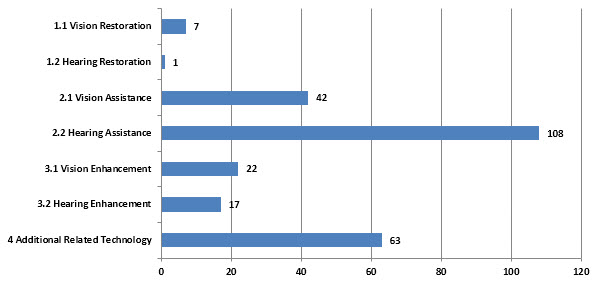 1.1 Vision Restoration 7
1.2 Hearing Restoration 1
2.1 Vision Assistance 42
2.2 Hearing Assistance 108
3.1 Vision Enhancement 22
3.2 Hearing Enhancement 17
4 Additional Related Technology 63
0 20 40 60 80 100 120